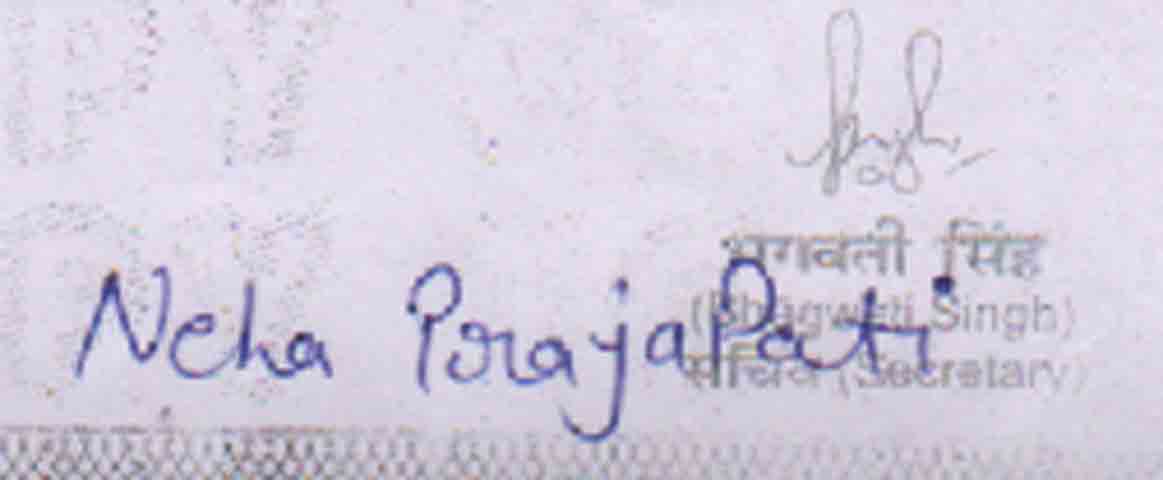 भगवती सिंह
(Bhagwati Singh)
सचिव (Secretary)
Neha Prajapati